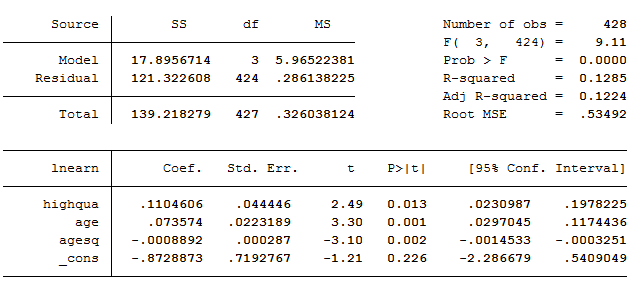 Source SS df MS Number of obs = 428
F( 3, 424) = 9.11
Model 17.8956714 3 5.96522381 Prob > F = 0.0000
Residual 121.322608 424 .286138225 R-squared = 0.1285
Adj R-squared = 0.1224
Total 139.218279 427 .326038124 Root MSE = .53492
lnearn Coef. Std. Err. t P>|t| [95% Conf. Interval]
highqua .1104606 .044446 2.49 0.013 .0230987 .1978225
age .073574 .0223189 3.30 0.001 .0297045 .1174436
agesq -.0008892 .000287 -3.10 0.002 -.0014533 -.0003251
_cons -.8728873 .7192767 -1.21 0.226 -2.286679 .5409049